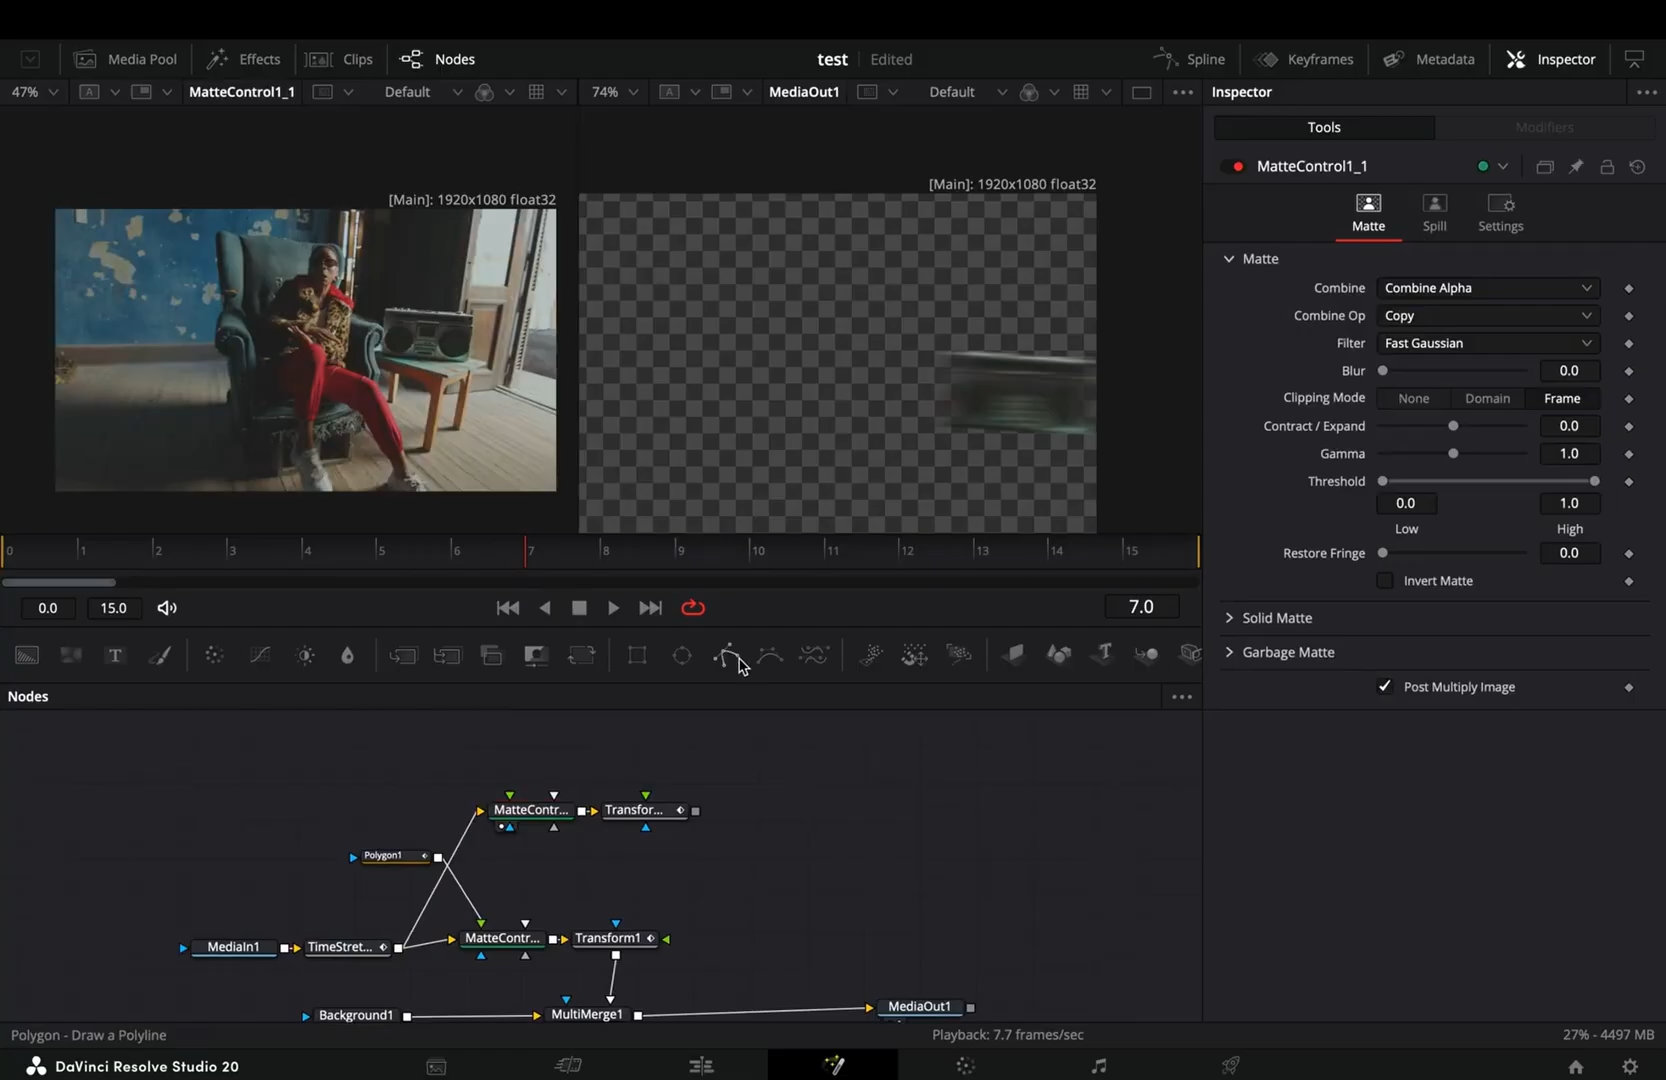 Media Pool Effects Clips Nodes test Edited Spline Keyframes Metadata Inspector
47% A MatteControl1_1 Default 74% A MediaOut1 Default Inspector
Tools Modifiers
MatteControl1_1
[Main]: 1920x1080 float32
[Main]: 1920x1080 float32
Matte Spill Settings
Matte
Combine Combine Alpha
Combine Op Copy
Filter Fast Gaussian
Blur 0.0
Clipping Mode None Domain Frame
Contract / Expand 0.0
Gamma 1.0
Threshold
0.0 1.0
Low High
Restore Fringe 0.0
Invert Matte
Solid Matte
Garbage Matte
Post Multiply Image
0 1 2 3 4 5 6 7 8 9 10 11 12 13 14 15
0.0 15.0 7.0
T T
Nodes
MatteContr... Transfor...
Polygon1
MatteContr... Transform1
MediaIn1 TimeStret...
Background1 MultiMerge1 MediaOut1
Polygon - Draw a Polyline Playback: 7.7 frames/sec 27% - 4497 MB
DaVinci Resolve Studio 20